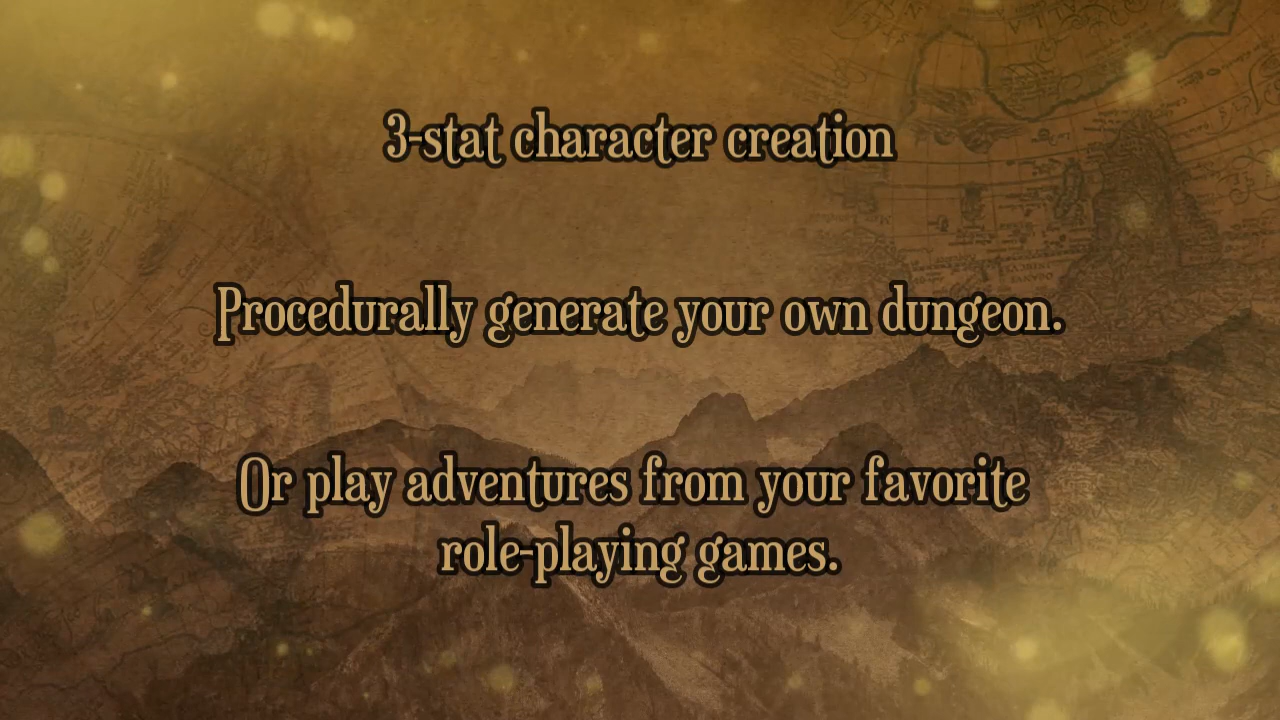 3-stat character creation
Procedurally generate your own dungeon.
Or play adventures from your favorite
role-playing games.